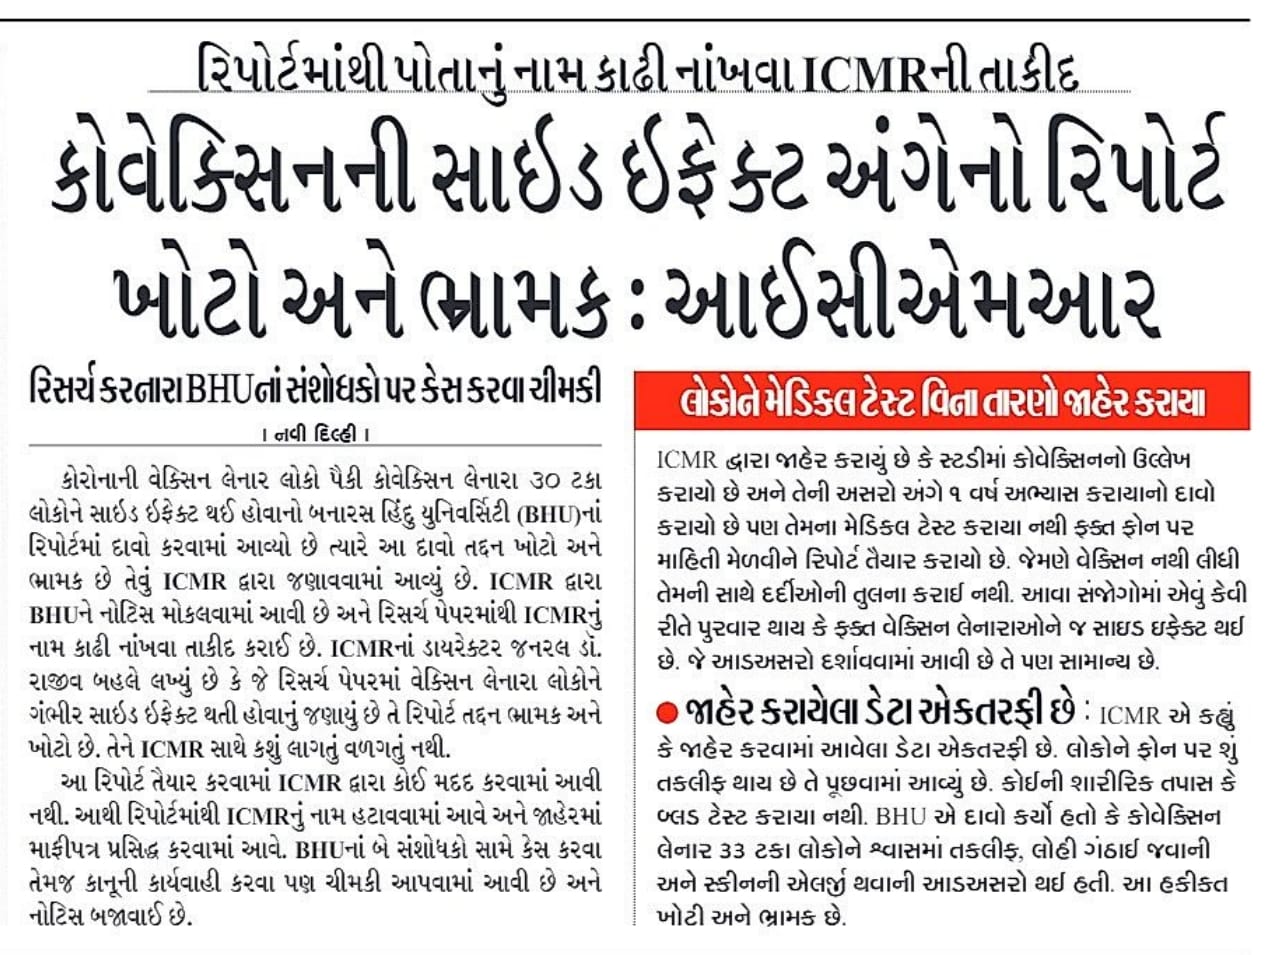 રિપોર્ટમાંથી પોતાનું નામ કાઢી નાંખવા ICMRની તાકીદ
કોવેક્સિનની સાઇડ ઇફેક્ટ અંગેનો રિપોર્ટ
ખોટો અને ભ્રામક : આઈસીએમઆર
રિસર્ચ કરનારા BHUનાં સંશોધકો પર કેસ કરવા ચીમકી
। નવી દિલ્હી ।
કોરોનાની વેક્સિન લેનાર લોકો પૈકી કોવેક્સિન લેનારા ૩૦ ટકા
લોકોને સાઇડ ઇફેક્ટ થઈ હોવાનો બનારસ હિંદુ યુનિવર્સિટી (BHU)નાં
રિપોર્ટમાં દાવો કરવામાં આવ્યો છે ત્યારે આ દાવો તદ્દન ખોટો અને
ભ્રામક છે તેવું ICMR દ્વારા જણાવવામાં આવ્યું છે. ICMR દ્વારા
BHUને નોટિસ મોકલવામાં આવી છે અને રિસર્ચ પેપરમાંથી ICMRનું
નામ કાઢી નાંખવા તાકીદ કરાઈ છે. ICMRનાં ડાયરેક્ટર જનરલ ડૉ.
રાજીવ બહલે લખ્યું છે કે જે રિસર્ચ પેપરમાં વેક્સિન લેનારા લોકોને
ગંભીર સાઇડ ઇફેક્ટ થતી હોવાનું જણાયું છે તે રિપોર્ટ તદ્દન ભ્રામક અને
ખોટો છે. તેને ICMR સાથે કશું લાગતું વળગતું નથી.
આ રિપોર્ટ તૈયાર કરવામાં ICMR દ્વારા કોઈ મદદ કરવામાં આવી
નથી. આથી રિપોર્ટમાંથી ICMRનું નામ હટાવવામાં આવે અને જાહેરમાં
માફીપત્ર પ્રસિદ્ધ કરવામાં આવે. BHUનાં બે સંશોધકો સામે કેસ કરવા
તેમજ કાનૂની કાર્યવાહી કરવા પણ ચીમકી આપવામાં આવી છે અને
નોટિસ બજાવાઈ છે.
લોકોને મેડિકલ ટેસ્ટ વિના તારણો જાહેર કરાયા
ICMR દ્વારા જાહેર કરાયું છે કે સ્ટડીમાં કોવેક્સિનનો ઉલ્લેખ
કરાયો છે અને તેની અસરો અંગે ૧ વર્ષ અભ્યાસ કરાયાનો દાવો
કરાયો છે પણ તેમના મેડિકલ ટેસ્ટ કરાયા નથી ફક્ત ફોન પર
માહિતી મેળવીને રિપોર્ટ તૈયાર કરાયો છે. જેમણે વેક્સિન નથી લીધી
તેમની સાથે દર્દીઓની તુલના કરાઈ નથી. આવા સંજોગોમાં એવું કેવી
રીતે પુરવાર થાય કે ફક્ત વેક્સિન લેનારાઓને જ સાઇડ ઇફેક્ટ થઈ
છે. જે આડઅસરો દર્શાવવામાં આવી છે તે પણ સામાન્ય છે.
● જાહેર કરાયેલા ડેટા એકતરફી છે : ICMR એ કહ્યું
કે જાહેર કરવામાં આવેલા ડેટા એકતરફી છે. લોકોને ફોન પર શું
તકલીફ થાય છે તે પૂછવામાં આવ્યું છે. કોઈની શારીરિક તપાસ કે
બ્લડ ટેસ્ટ કરાયા નથી. BHU એ દાવો કર્યો હતો કે કોવેક્સિન
લેનાર ૩૩ ટકા લોકોને શ્વાસમાં તકલીફ, લોહી ગંઠાઈ જવાની
અને સ્કીનની એલર્જી થવાની આડઅસરો થઈ હતી. આ હકીકત
ખોટી અને ભ્રામક છે.